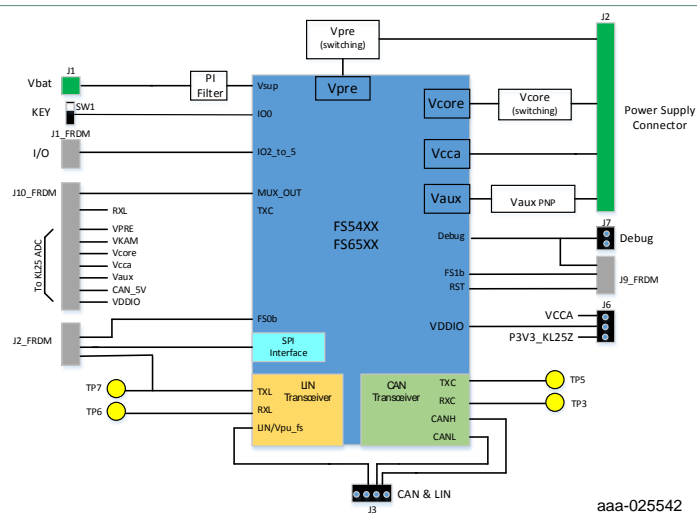 J2
Vpre
(switching)
J1
Vbat
PI
Filter
Vsup
Vpre
KEY
SW1
IO0
Vcore
Vcore
(switching)
Power Supply
Connector
J1_FRDM
I/O
IO2_to_5
Vcca
J10_FRDM
MUX_OUT
Vaux
Vaux PNP
RXL
TXC
VPRE
VKAM
Vcore
Vcca
Vaux
CAN_5V
VDDIO
To KL25 ADC
FS54XX
FS65XX
J7
Debug
Debug
FS1b
RST
J9_FRDM
J6
VCCA
VDDIO
P3V3_KL25Z
FS0b
J2_FRDM
SPI
Interface
TP7
TXL
LIN
Transceiver
CAN
Transceiver
TXC
TP5
TP6
RXL
RXC
TP3
LIN/Vpu_fs
CANH
CANL
CAN & LIN
J3
aaa-025542